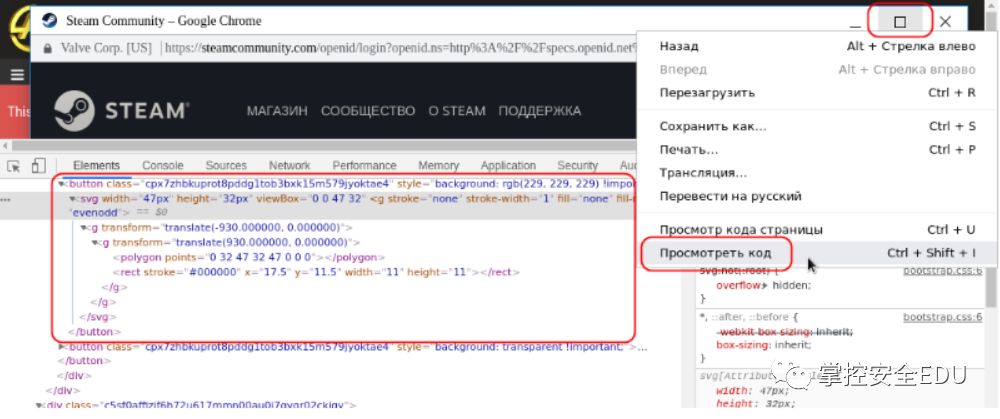 Steam Community – Google Chrome
Valve Corp. [US] | https://steamcommunity.com/openid/login?openid.ns=http%3A%2F%2Fspecs.openid.net%
This
STEAM®
МАГАЗИН СООБЩЕСТВО О STEAM ПОДДЕРЖКА
Назад Alt + Стрелка влево
Вперед Alt + Стрелка вправо
Перезагрузить Ctrl + R
Сохранить как... Ctrl + S
Печать... Ctrl + P
Трансляция...
Перевести на русский
Просмотр кода страницы Ctrl + U
Просмотреть код Ctrl + Shift + I
Elements Console Sources Network Performance Memory Application Security Au
<button class="cpx7zhbkuprot8pddg1tob3bxk15m579jyoktae4" style="background: rgb(229, 229, 229) !important
<svg width="47px" height="32px" viewBox="0 0 47 32" <g stroke="none" stroke-width="1" fill="none" fill-r
"evenodd"> == $0
<g transform="translate(-930.000000, 0.000000)">
<g transform="translate(930.000000, 0.000000)">
<polygon points="0 32 47 32 47 0 0 0"></polygon>
<rect stroke="#000000" x="17.5" y="11.5" width="11" height="11"></rect>
</g>
</g>
</svg>
</button>
<button class="cpx7zhbkuprot8pddg1tob3bxk15m579jyoktae4" style="background: transparent !important; ">...
</button>
</div>
</div>
svg:not(:root) { bootstrap.css:6
overflow: hidden;
}
*, ::after, ::before { bootstrap.css:6
-webkit-box-sizing: inherit;
box-sizing: inherit;
}
width: 47px;
height: 32px;
掌控安全EDU